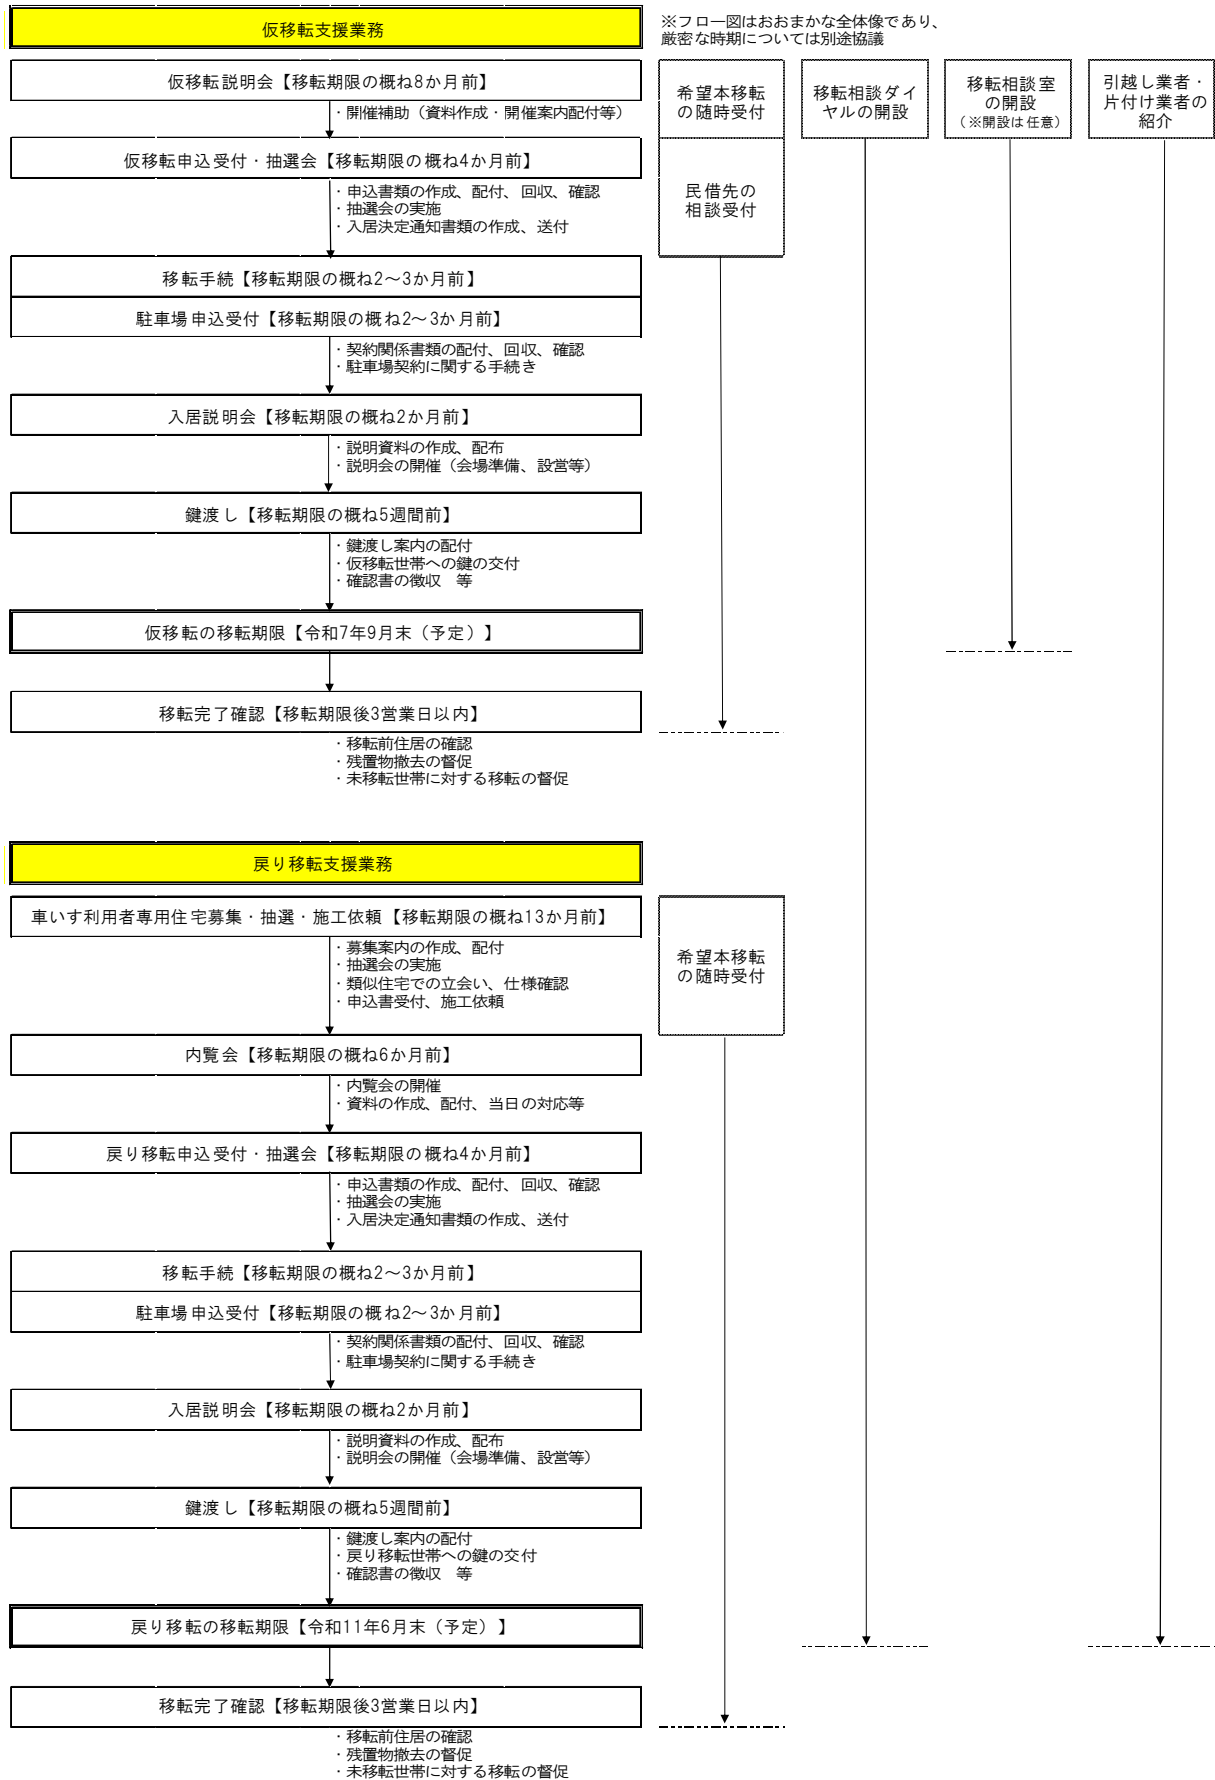 仮移転支援業務
※フロー図はおおまかな全体像であり、
厳密な時期については別途協議
仮移転説明会【移転期限の概ね8か月前】
・開催補助（資料作成・開催案内配付等）
仮移転申込受付・抽選会【移転期限の概ね4か月前】
・申込書類の作成、配付、回収、確認
・抽選会の実施
・入居決定通知書類の作成、送付
移転手続【移転期限の概ね2～3か月前】
駐車場申込受付【移転期限の概ね2～3か月前】
・契約関係書類の配付、回収、確認
・駐車場契約に関する手続き
入居説明会【移転期限の概ね2か月前】
・説明資料の作成、配布
・説明会の開催（会場準備、設営等）
鍵渡し【移転期限の概ね5週間前】
・鍵渡し案内の配付
・仮移転世帯への鍵の交付
・確認書の徴収　等
仮移転の移転期限【令和7年9月末（予定）】
移転完了確認【移転期限後3営業日以内】
・移転前住居の確認
・残置物撤去の督促
・未移転世帯に対する移転の督促
希望本移転
の随時受付
民借先の
相談受付
移転相談ダイ
ヤルの開設
移転相談室
の開設
（※開設は任意）
引越し業者・
片付け業者の
紹介
戻り移転支援業務
車いす利用者専用住宅募集・抽選・施工依頼【移転期限の概ね13か月前】
・募集案内の作成、配付
・抽選会の実施
・類似住宅での立会い、仕様確認
・申込書受付、施工依頼
内覧会【移転期限の概ね6か月前】
・内覧会の開催
・資料の作成、配付、当日の対応等
戻り移転申込受付・抽選会【移転期限の概ね4か月前】
・申込書類の作成、配付、回収、確認
・抽選会の実施
・入居決定通知書類の作成、送付
移転手続【移転期限の概ね2～3か月前】
駐車場申込受付【移転期限の概ね2～3か月前】
・契約関係書類の配付、回収、確認
・駐車場契約に関する手続き
入居説明会【移転期限の概ね2か月前】
・説明資料の作成、配布
・説明会の開催（会場準備、設営等）
鍵渡し【移転期限の概ね5週間前】
・鍵渡し案内の配付
・戻り移転世帯への鍵の交付
・確認書の徴収　等
戻り移転の移転期限【令和11年6月末（予定）】
移転完了確認【移転期限後3営業日以内】
・移転前住居の確認
・残置物撤去の督促
・未移転世帯に対する移転の督促
希望本移転
の随時受付